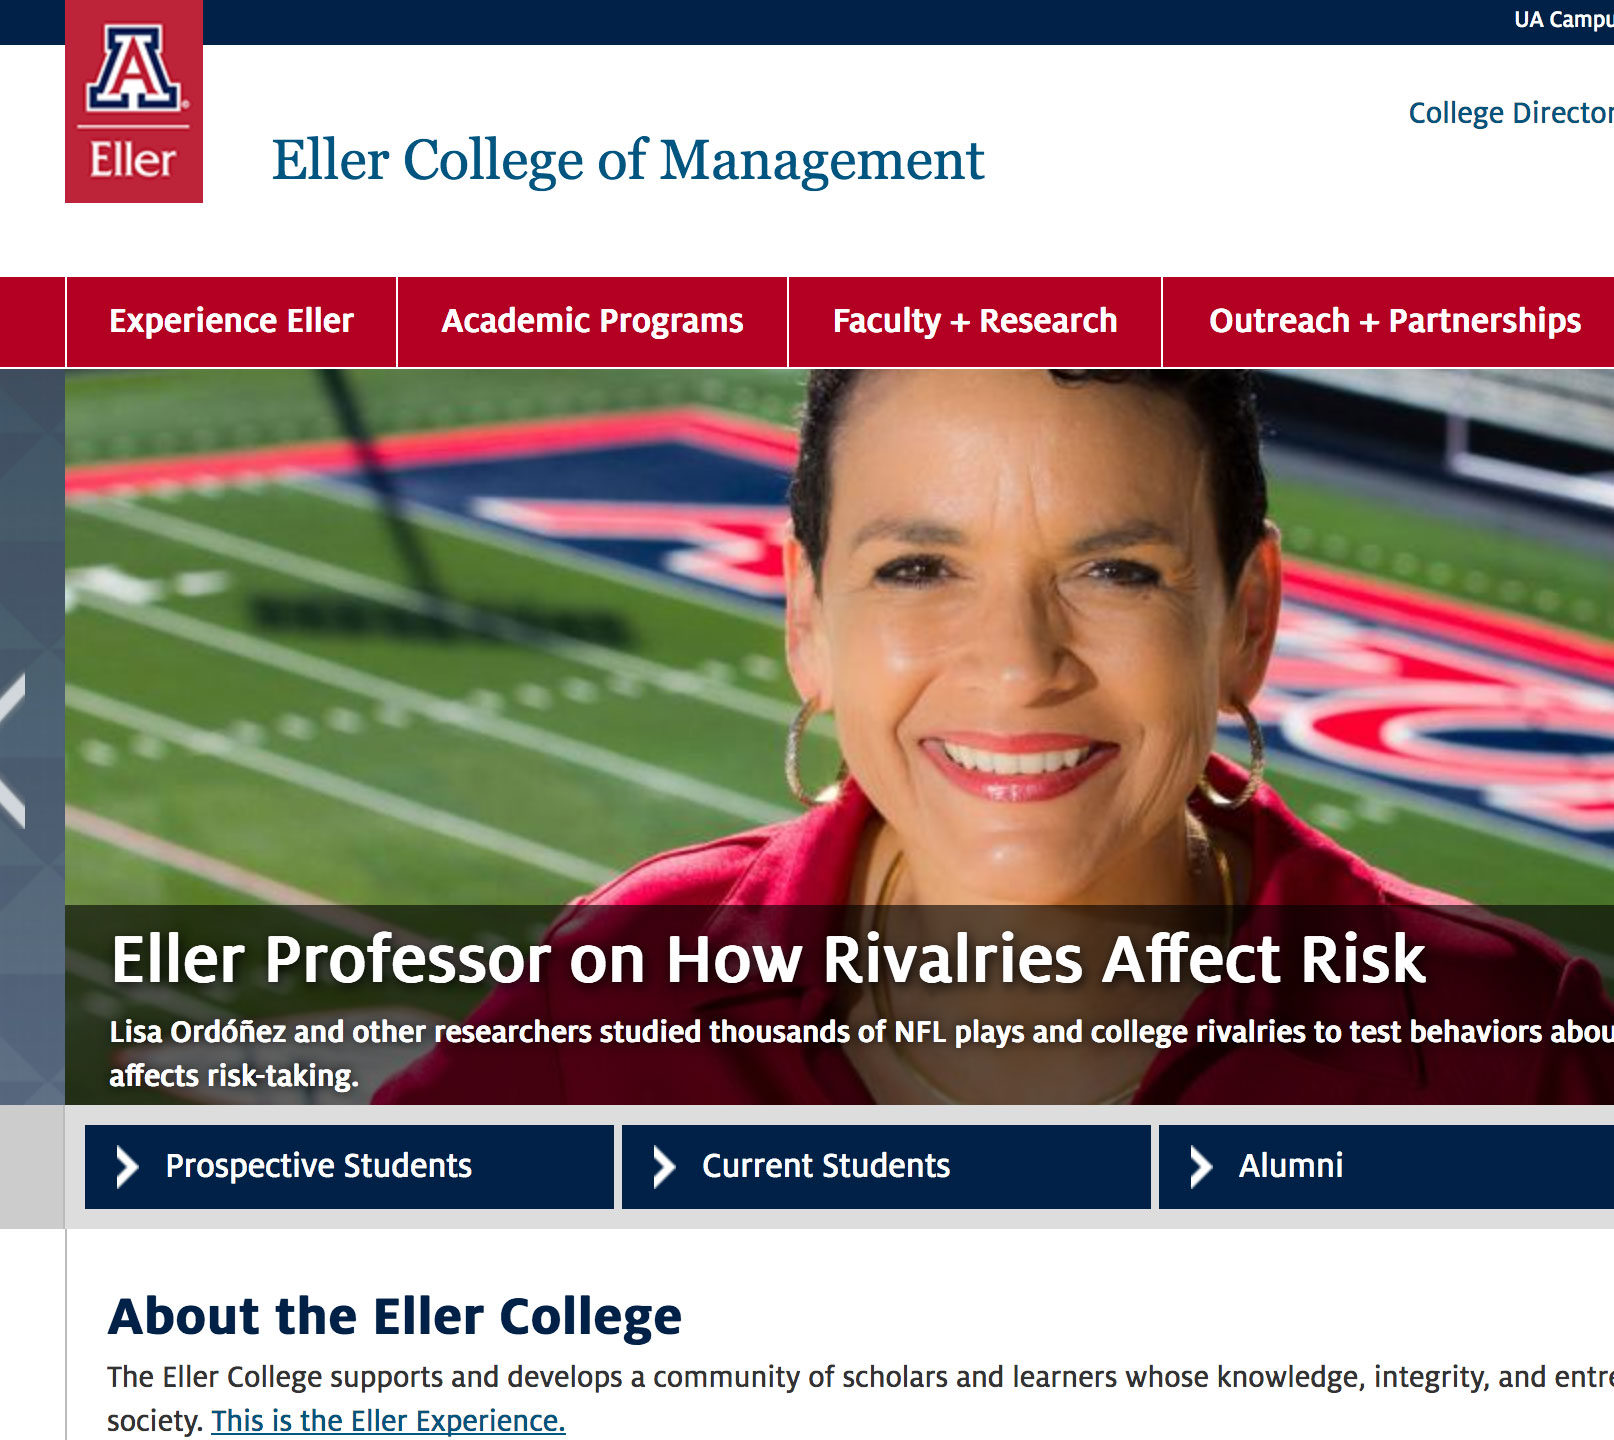 UA Campu
A
Eller
College Director
Eller College of Management
Experience Eller
Academic Programs
Faculty + Research
Outreach + Partnerships
Eller Professor on How Rivalries Affect Risk
Lisa Ordóñez and other researchers studied thousands of NFL plays and college rivalries to test behaviors abou
affects risk-taking.
Prospective Students
Current Students
Alumni
About the Eller College
The Eller College supports and develops a community of scholars and learners whose knowledge, integrity, and entre
society. This is the Eller Experience.